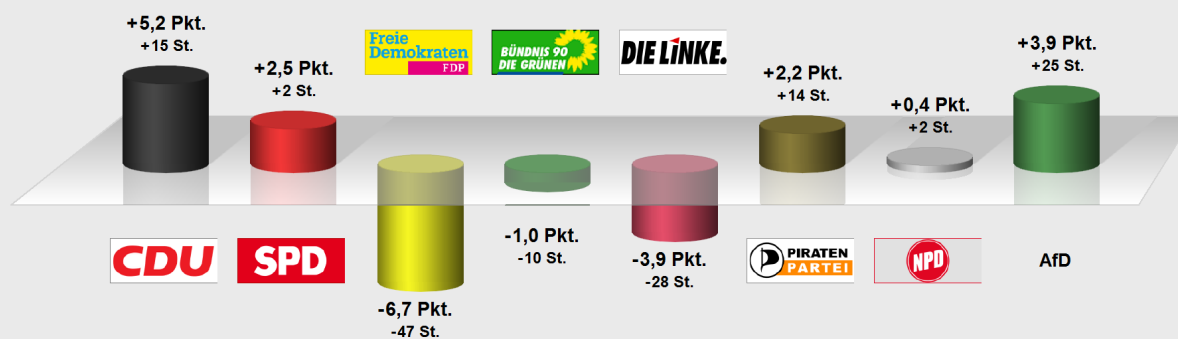 +5,2 Pkt.
+15 St.
+2,5 Pkt.
+2 St.
Freie
Demokraten
FDP
BÜNDNIS 90
DIE GRÜNEN
DIE LINKE.
+2,2 Pkt.
+14 St.
+0,4 Pkt.
+2 St.
+3,9 Pkt.
+25 St.
CDU
SPD
-6,7 Pkt.
-47 St.
-1,0 Pkt.
-10 St.
-3,9 Pkt.
-28 St.
PIRATEN
PARTEI
NPD
AfD